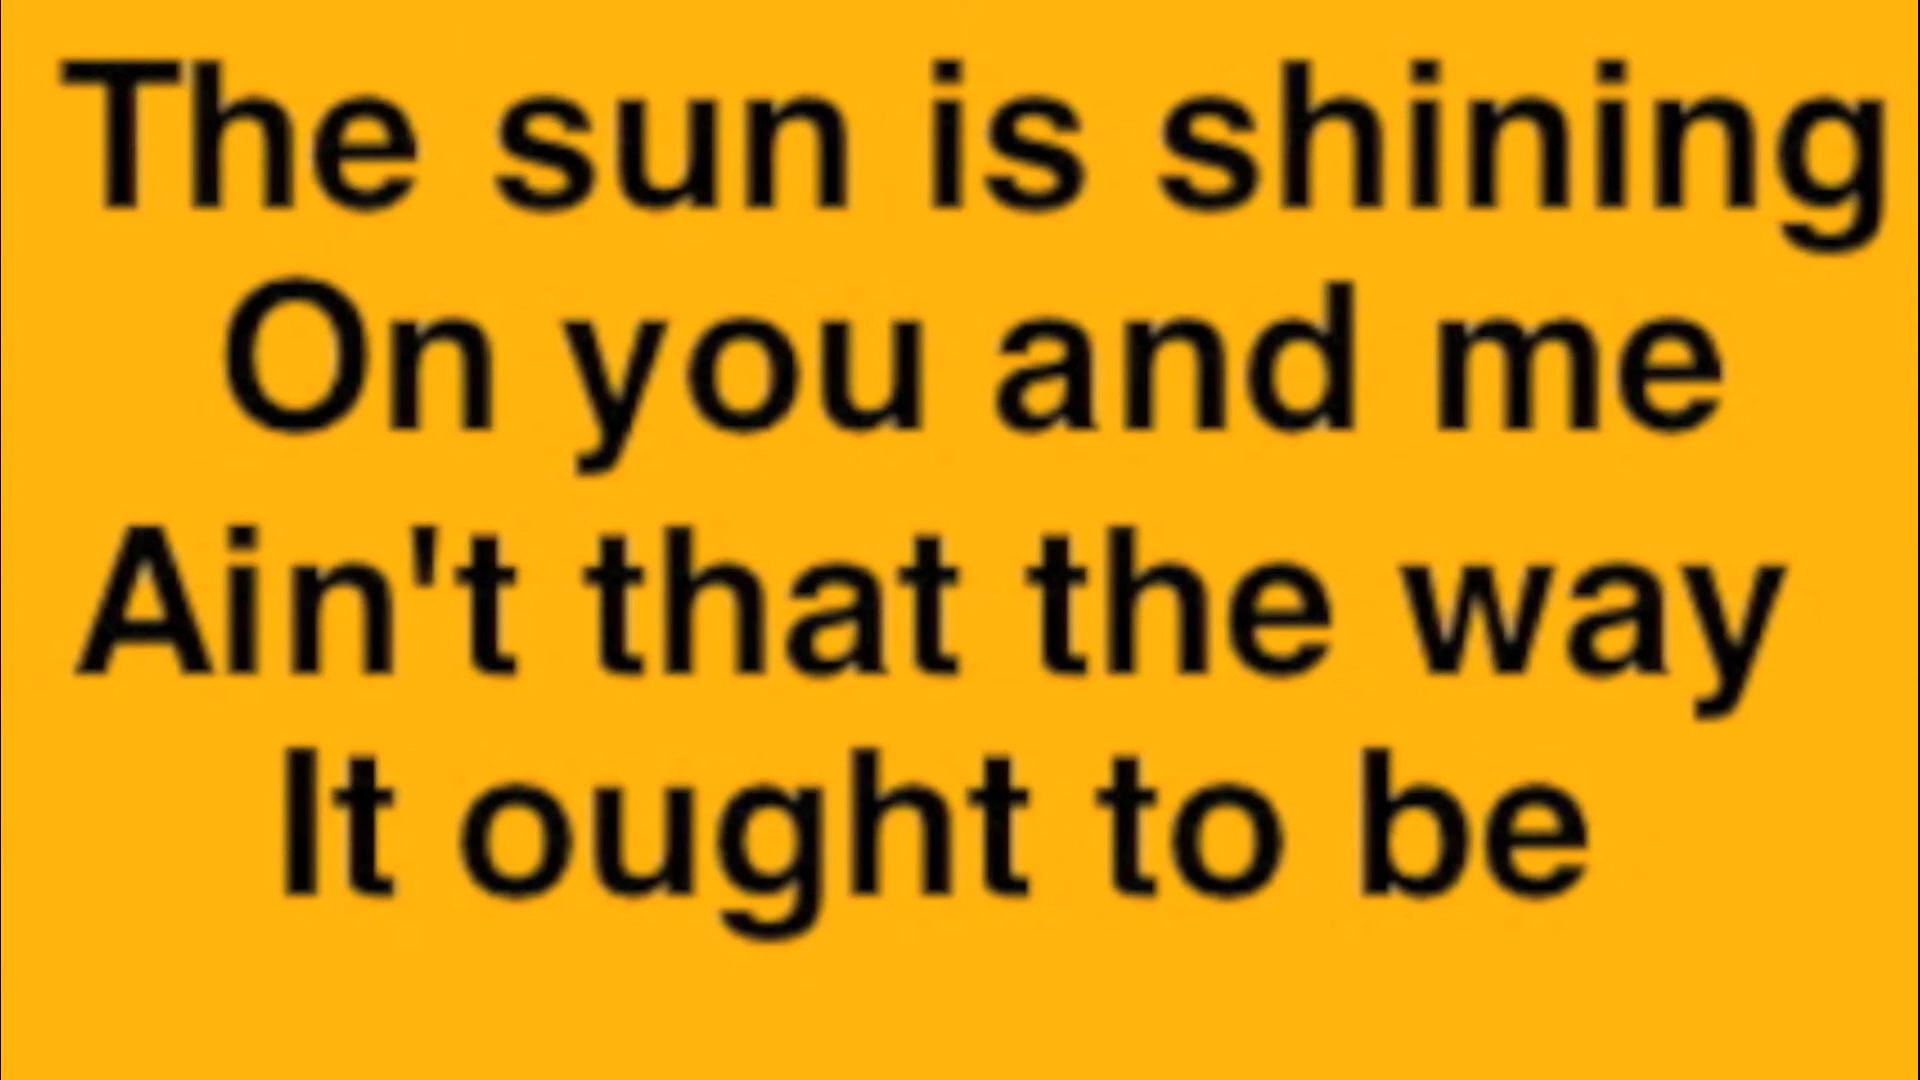 The sun is shining
On you and me
Ain't that the way
It ought to be